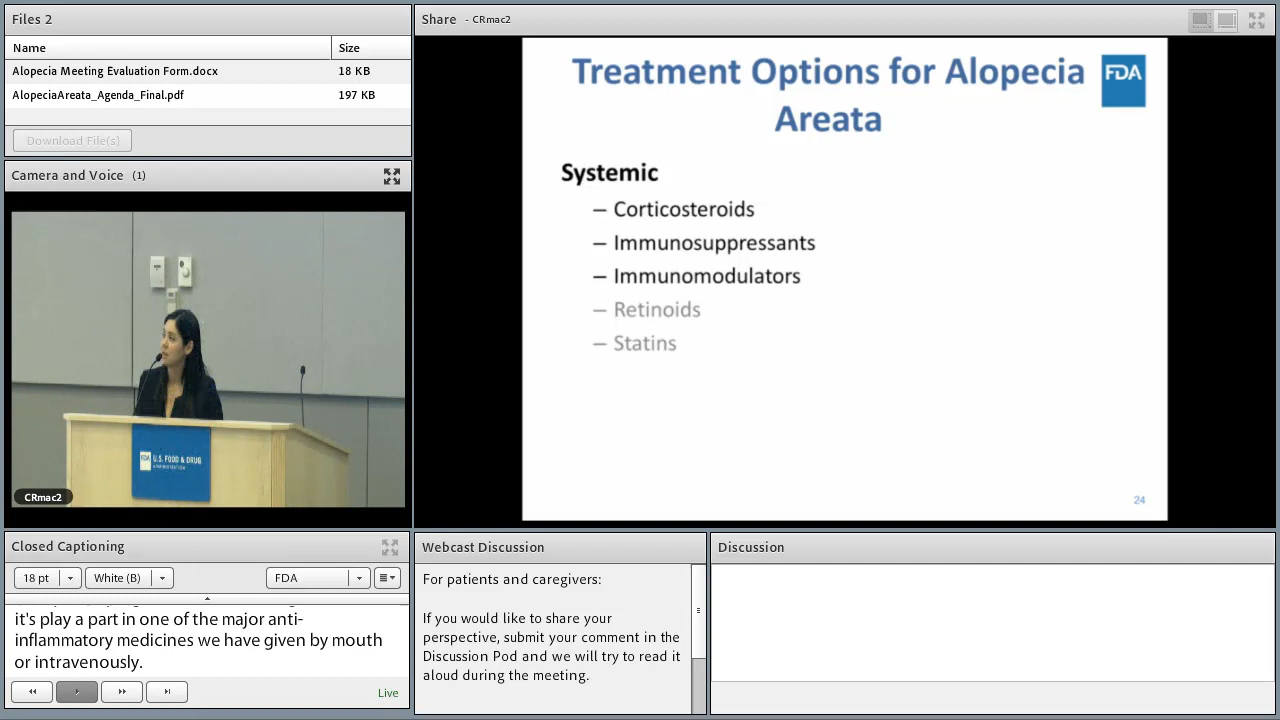 Files 2
Name Size
Alopecia Meeting Evaluation Form.docx 18 KB
AlopeciaAreata_Agenda_Final.pdf 197 KB
Download File(s)
Camera and Voice (1)
U.S. FOOD & DRUG
ADMINISTRATION
CRmac2
Share - CRmac2
Treatment Options for Alopecia
Areata
FDA
Systemic
– Corticosteroids
– Immunosuppressants
– Immunomodulators
– Retinoids
– Statins
24
Closed Captioning
18 pt White (B) FDA
it's play a part in one of the major anti-
inflammatory medicines we have given by mouth
or intravenously.
Live
Webcast Discussion
For patients and caregivers:
If you would like to share your
perspective, submit your comment in the
Discussion Pod and we will try to read it
aloud during the meeting.
Discussion